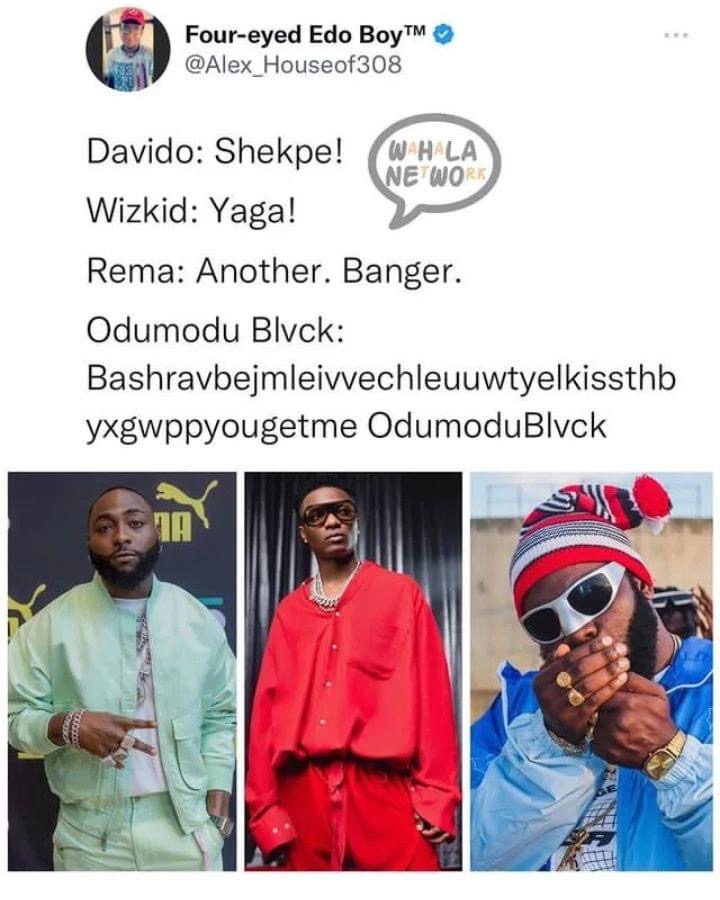 Four-eyed Edo Boy™
@Alex_Houseof308
Davido: Shekpe!
WAHALA
NETWORK
Wizkid: Yaga!
Rema: Another. Banger.
Odumodu Blvck:
Bashravbejmleivvechleuuwtyelkissthb
yxgwppyougetme OdumoduBlvck